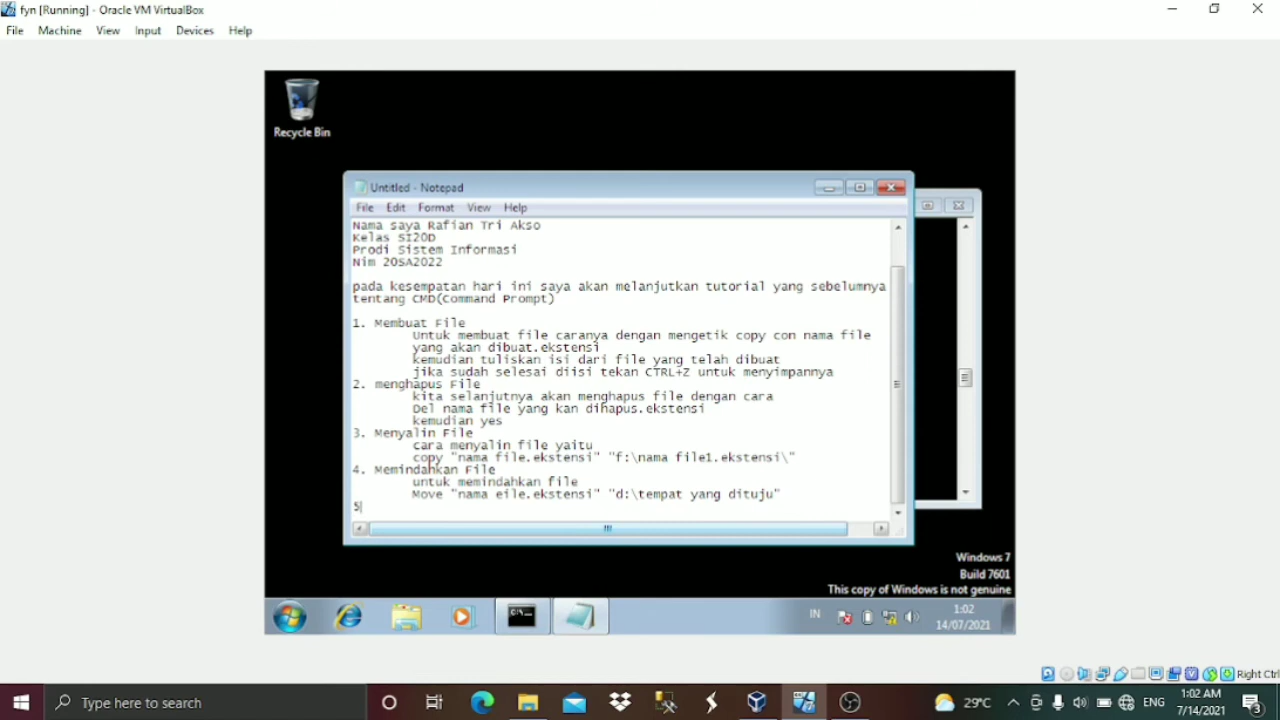 fyn [Running] - Oracle VM VirtualBox
File Machine View Input Devices Help
Recycle Bin
Untitled - Notepad
File Edit Format View Help
Nama saya Rafian Tri Akso
Kelas SI20D
Prodi Sistem Informasi
Nim 20SA2022
pada kesempatan hari ini saya akan melanjutkan tutorial yang sebelumnya
tentang CMD(Command Prompt)
1. Membuat File
Untuk membuat file caranya dengan mengetik copy con nama file
yang akan dibuat.ekstensi
kemudian tuliskan isi dari file yang telah dibuat
jika sudah selesai diisi tekan CTRL+Z untuk menyimpannya
2. menghapus File
kita selanjutnya akan menghapus file dengan cara
Del nama file yang kan dihapus.ekstensi
kemudian yes
3. Menyalin File
cara menyalin file yaitu
copy "nama file.ekstensi" "f:\nama file1.ekstensi\"
4. Memindahkan File
untuk memindahkan file
Move "nama eile.ekstensi" "d:\tempat yang dituju"
5
Windows 7
Build 7601
This copy of Windows is not genuine
IN
1:02
14/07/2021
Right Ctrl
Type here to search
29°C
ENG
1:02 AM
7/14/2021
3